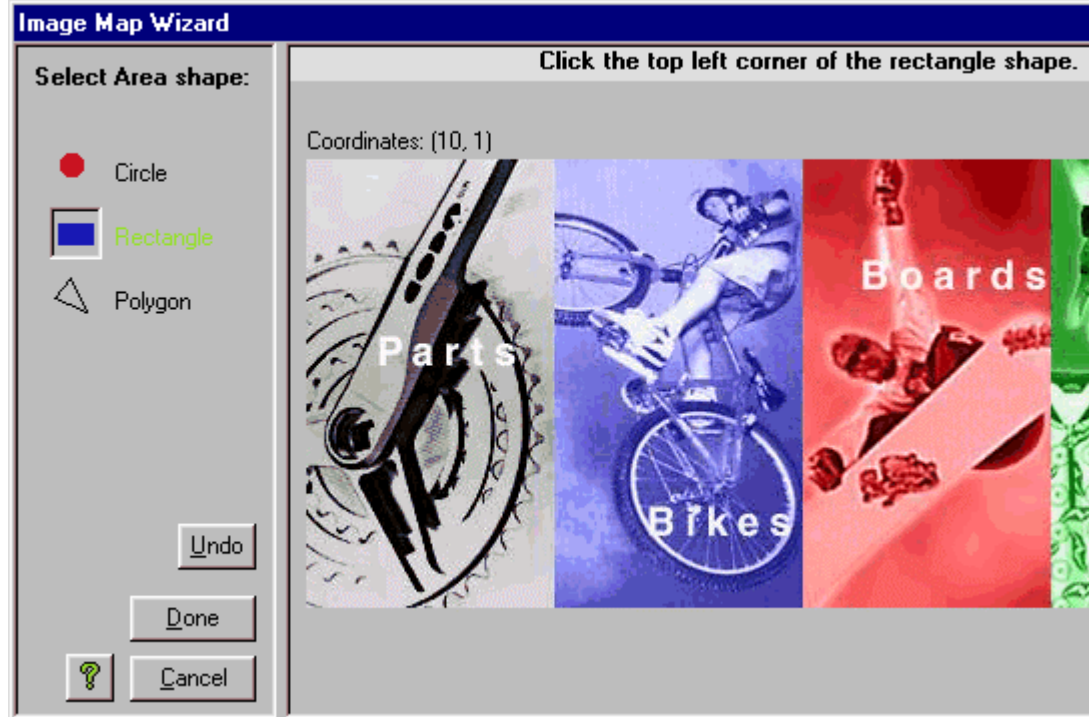 Image Map Wizard
Select Area shape:
Circle
Rectangle
Polygon
Undo
Done
?
Cancel
Click the top left corner of the rectangle shape.
Coordinates: (10, 1)
Parts
Bikes
Boards